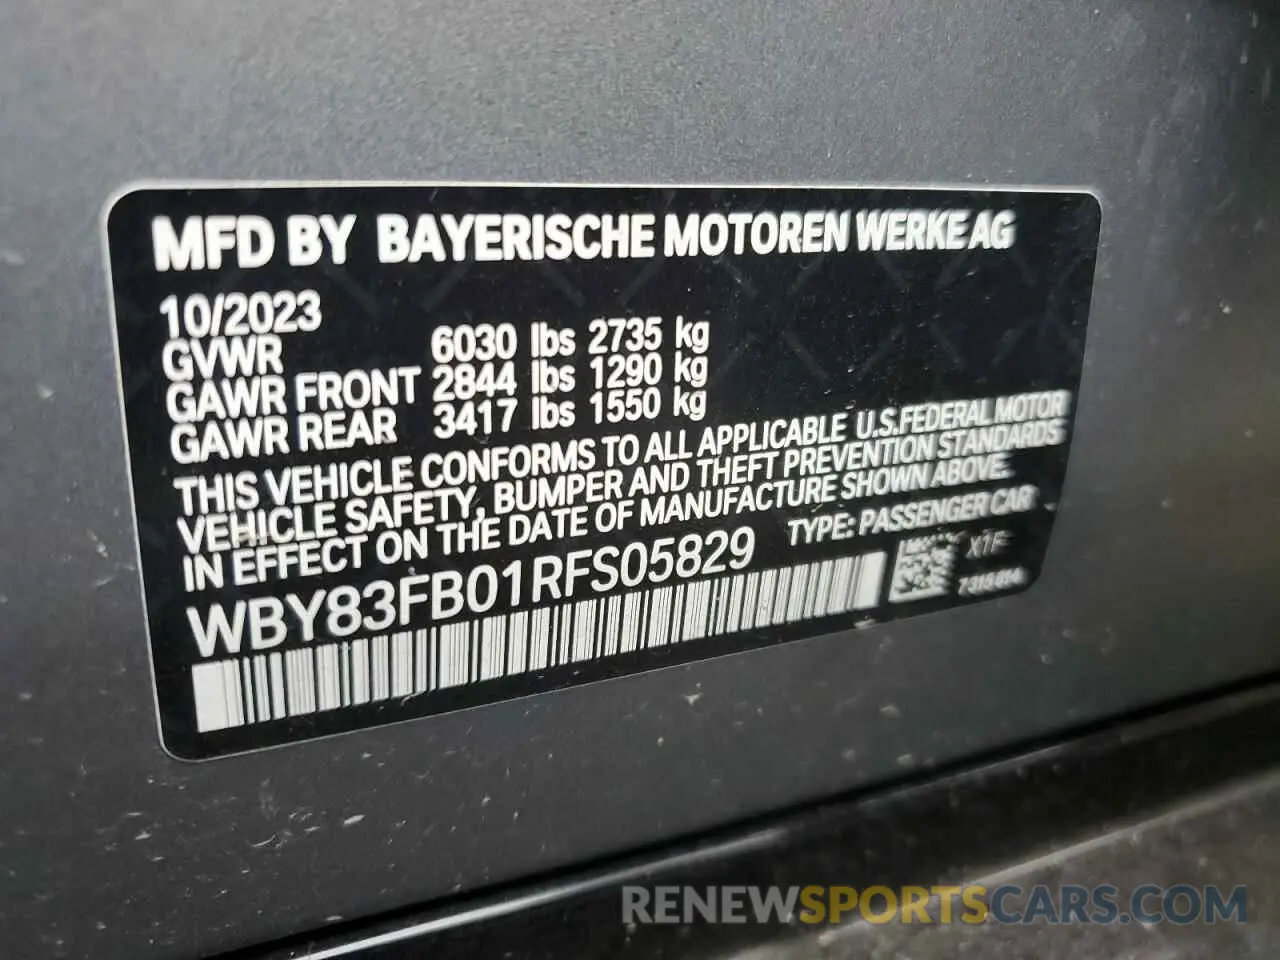 MFD BY BAYERISCHE MOTOREN WERKE AG
10/2023
GVWR 6030 lbs 2735 kg
GAWR FRONT 2844 lbs 1290 kg
GAWR REAR 3417 lbs 1550 kg
THIS VEHICLE CONFORMS TO ALL APPLICABLE U.S.FEDERAL MOTOR
VEHICLE SAFETY, BUMPER AND THEFT PREVENTION STANDARDS
IN EFFECT ON THE DATE OF MANUFACTURE SHOWN ABOVE.
WBY83FB01RFS05829 TYPE: PASSENGER CAR
X1F
RENEWSPORTSCARS.COM